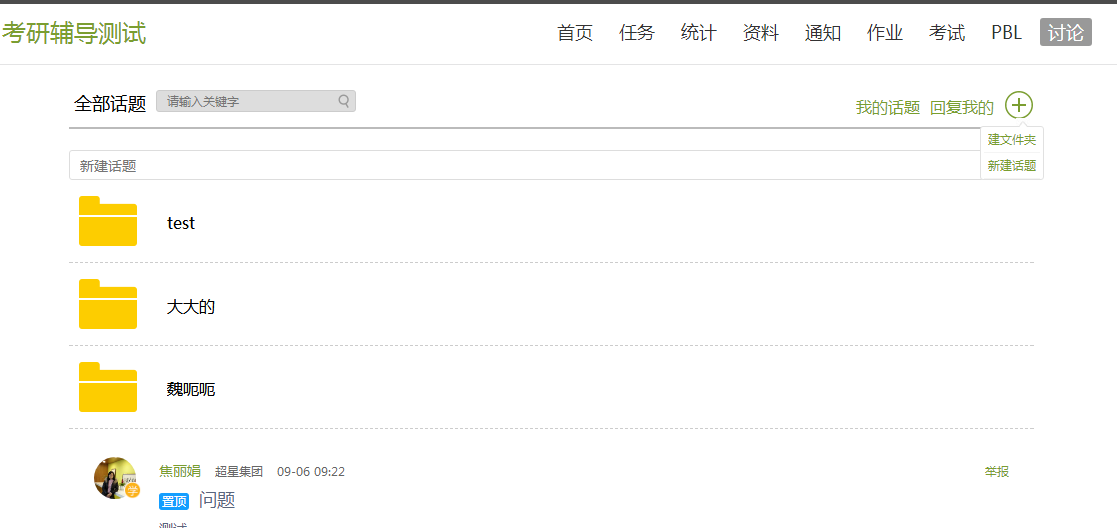 考研辅导测试
首页 任务 统计 资料 通知 作业 考试 PBL 讨论
全部话题 请输入关键字 我的话题 回复我的
建文件夹
新建话题
新建话题
test
大大的
魏呃呃
焦丽娟 超星集团 09-06 09:22 举报
学
置顶 问题
测试